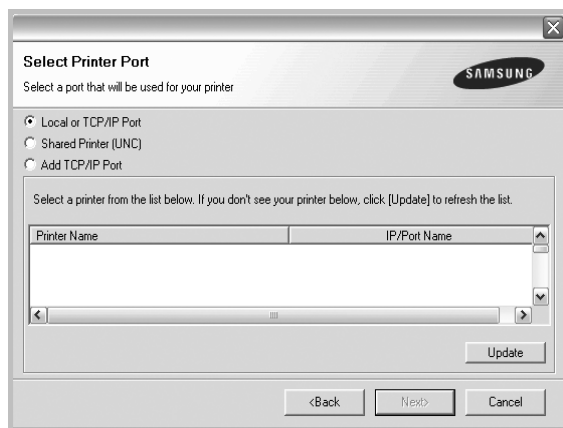 Select Printer Port
Select a port that will be used for your printer
SAMSUNG
Local or TCP/IP Port
Shared Printer (UNC)
Add TCP/IP Port
Select a printer from the list below. If you don't see your printer below, click [Update] to refresh the list.
Printer Name IP/Port Name
Update
<Back Next> Cancel